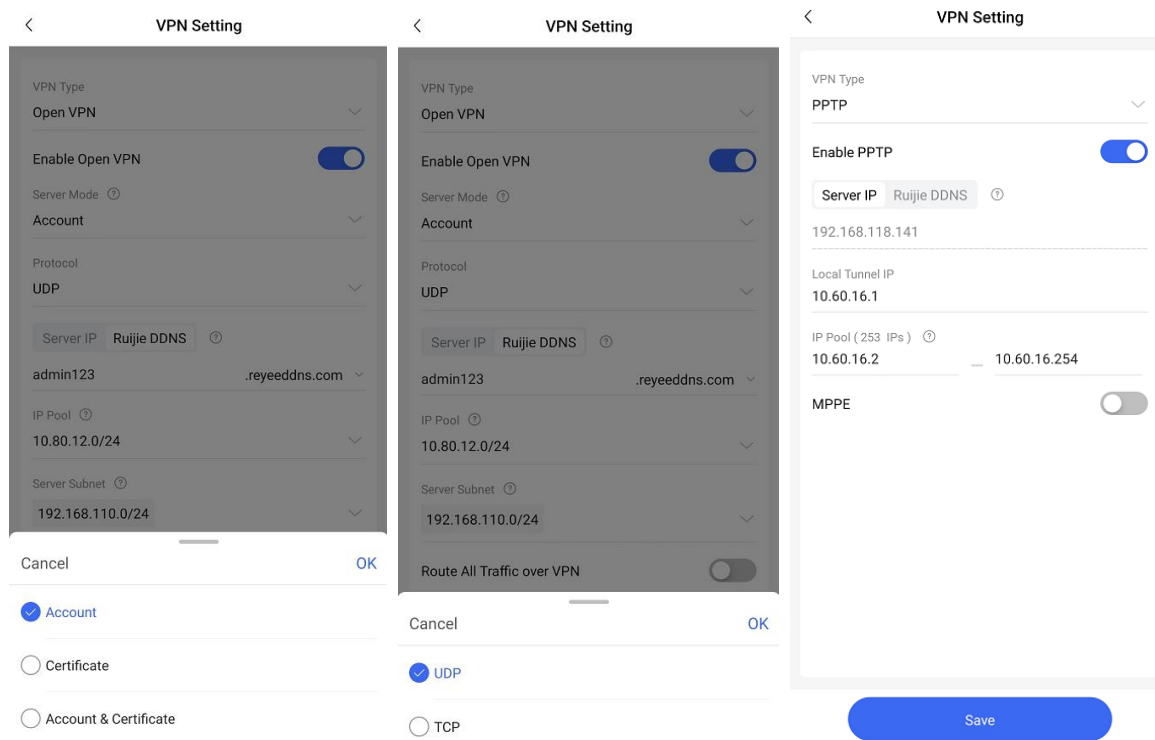 VPN Setting
VPN Type
Open VPN
Enable Open VPN
Server Mode
Account
Protocol
UDP
Server IP Ruijie DDNS
admin123 .reyeeddns.com
IP Pool
10.80.12.0/24
Server Subnet
192.168.110.0/24
Cancel OK
Account
Certificate
Account & Certificate
VPN Setting
VPN Type
Open VPN
Enable Open VPN
Server Mode
Account
Protocol
UDP
Server IP Ruijie DDNS
admin123 .reyeeddns.com
IP Pool
10.80.12.0/24
Server Subnet
192.168.110.0/24
Route All Traffic over VPN
Cancel OK
UDP
TCP
VPN Setting
VPN Type
PPTP
Enable PPTP
Server IP Ruijie DDNS
192.168.118.141
Local Tunnel IP
10.60.16.1
IP Pool ( 253 IPs )
10.60.16.2 — 10.60.16.254
MPPE
Save